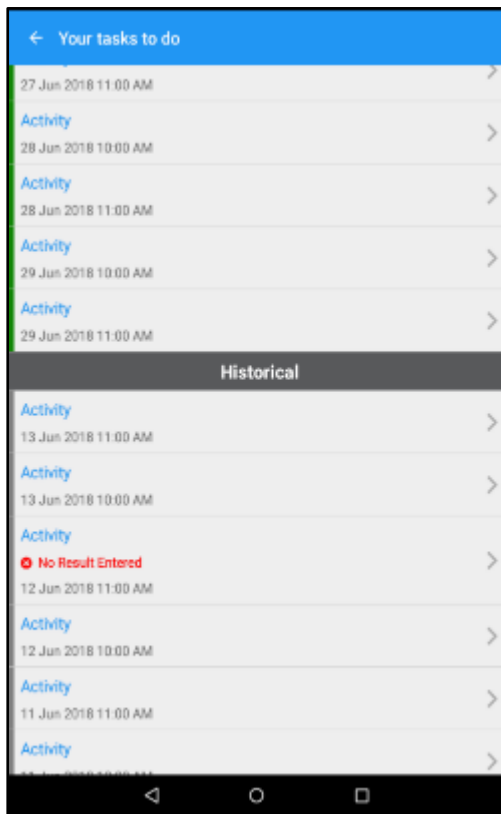 Your tasks to do
27 Jun 2018 11:00 AM
Activity
28 Jun 2018 10:00 AM
Activity
28 Jun 2018 11:00 AM
Activity
29 Jun 2018 10:00 AM
Activity
29 Jun 2018 11:00 AM
Historical
Activity
13 Jun 2018 11:00 AM
Activity
13 Jun 2018 10:00 AM
Activity
No Result Entered
12 Jun 2018 11:00 AM
Activity
12 Jun 2018 10:00 AM
Activity
11 Jun 2018 11:00 AM
Activity